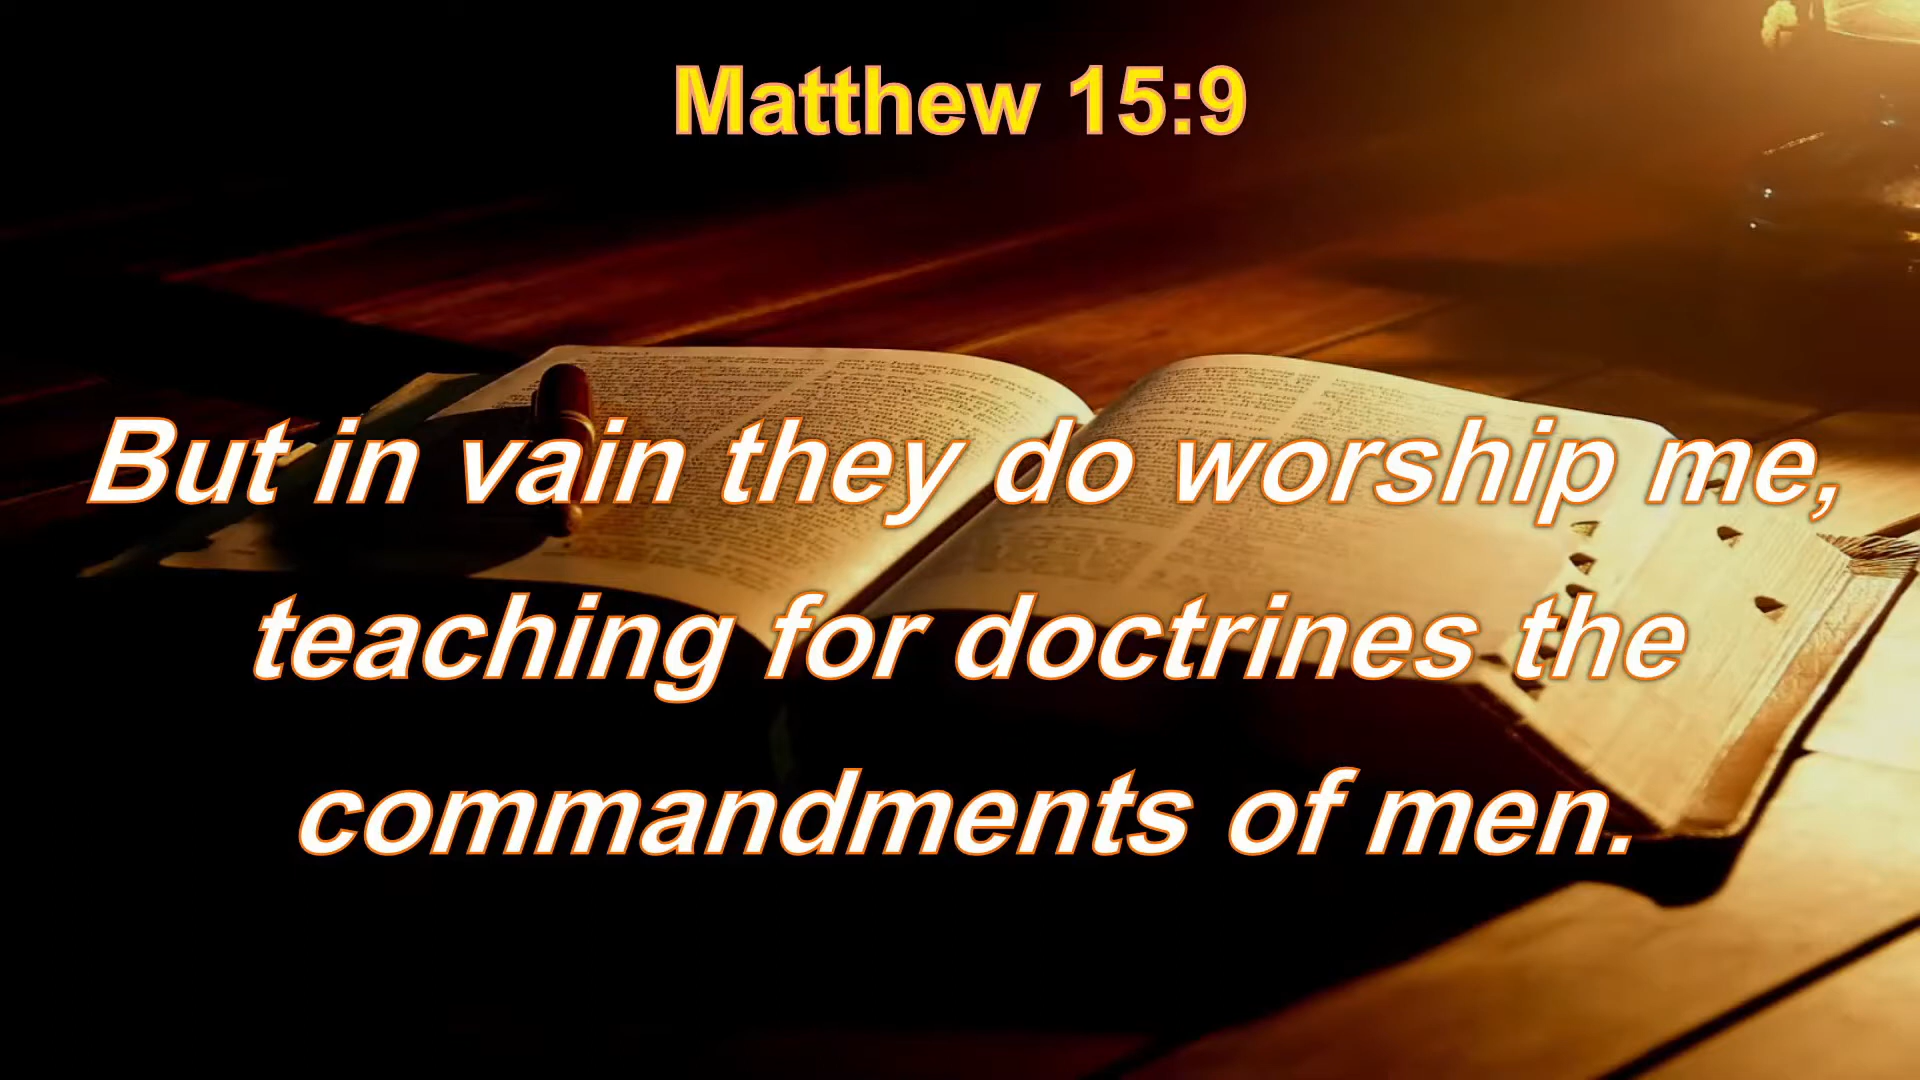 Matthew 15:9
But in vain they do worship me,
teaching for doctrines the
commandments of men.